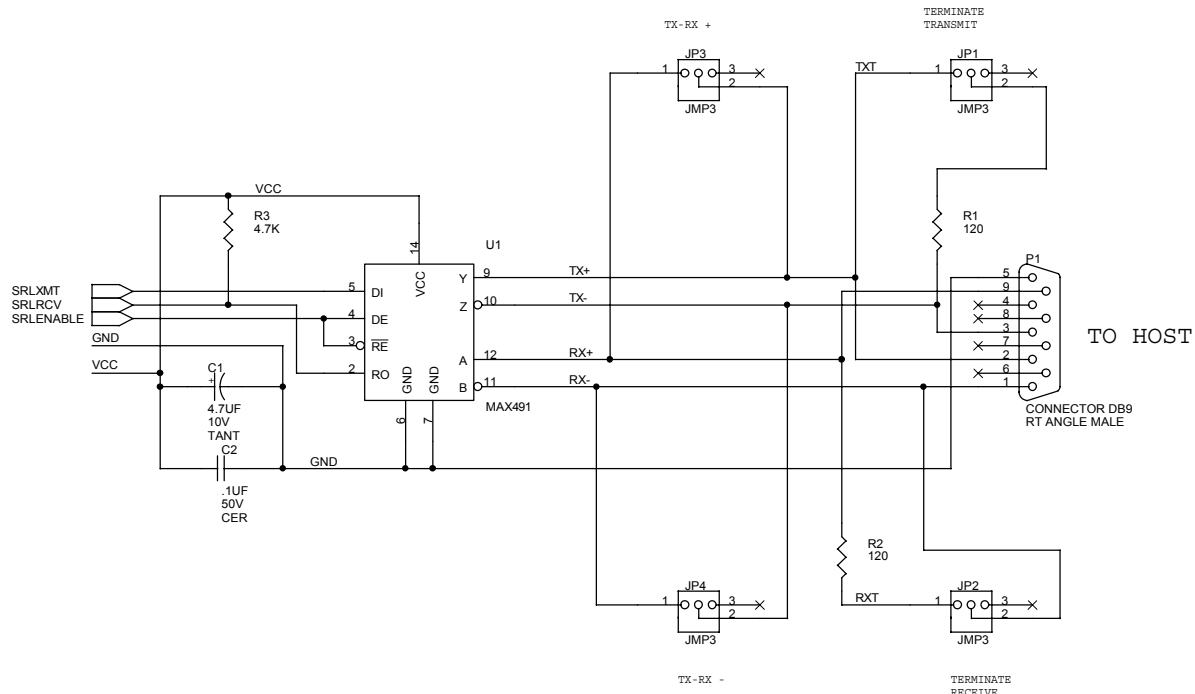 TERMINATE
TRANSMIT
TX-RX +
JP3
1 3
2
JMP3
TXT
JP1
1 3
2
JMP3
VCC
R3
4.7K
14
U1
R1
120
P1
SRLXMT
SRLRCV
SRLENABLE
GND
VCC
5 DI
4 DE
3 RE
2 RO
VCC
GND
GND
6
7
Y 9 TX+
Z 10 TX-
A 12 RX+
B 11 RX-
MAX491
5
9
4
8
3
7
2
6
1
TO HOST
CONNECTOR DB9
RT ANGLE MALE
C1
+
4.7UF
10V
TANT
C2
.1UF
50V
CER
GND
R2
120
JP4
1 3
2
JMP3
RXT
JP2
1 3
2
JMP3
TX-RX -
TERMINATE
RECEIVE